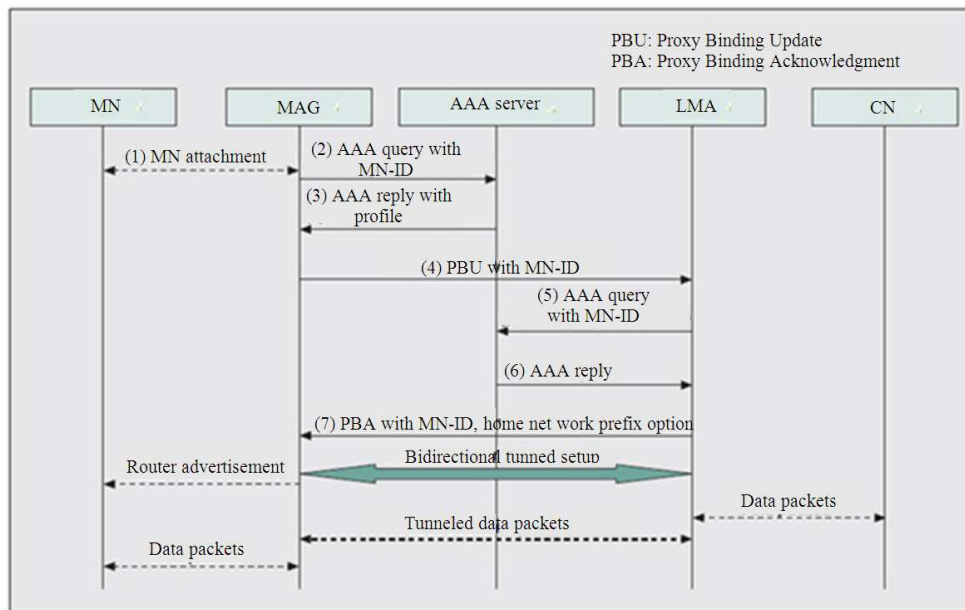 PBU: Proxy Binding Update
PBA: Proxy Binding Acknowledgment
MN
MAG
AAA server
LMA
CN
(1) MN attachment
(2) AAA query with
MN-ID
(3) AAA reply with
profile
(4) PBU with MN-ID
(5) AAA query
with MN-ID
(6) AAA reply
(7) PBA with MN-ID, home net work prefix option
Bidirectional tunned setup
Router advertisement
Data packets
Tunneled data packets
Data packets